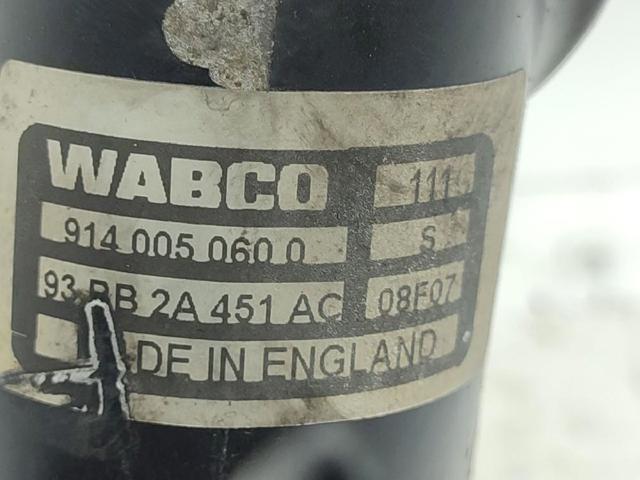 WABCO 111
914 005 060 0 S
93 BB 2A 451 AC 08F07
DE IN ENGLAND